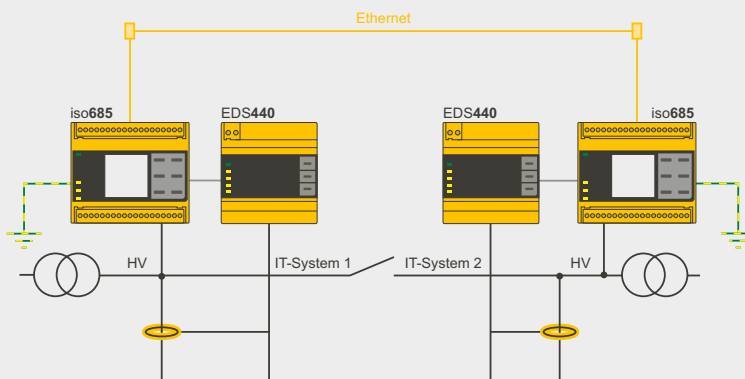 Ethernet
iso685
EDS440
EDS440
iso685
HV
IT-System 1
IT-System 2
HV